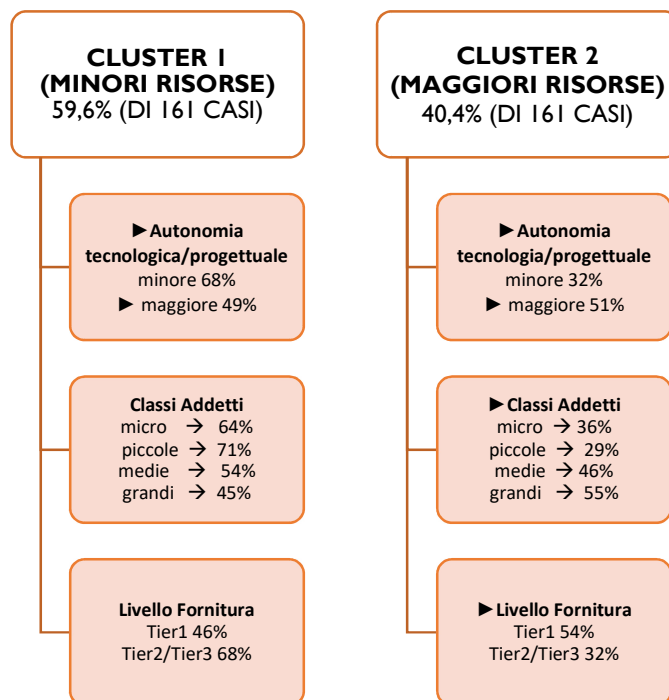 CLUSTER 1
(MINORI RISORSE)
59,6% (DI 161 CASI)
►Autonomia
tecnologica/progettuale
minore 68%
► maggiore 49%
Classi Addetti
micro → 64%
piccole → 71%
medie → 54%
grandi → 45%
Livello Fornitura
Tier1 46%
Tier2/Tier3 68%
CLUSTER 2
(MAGGIORI RISORSE)
40,4% (DI 161 CASI)
►Autonomia
tecnologia/progettuale
minore 32%
► maggiore 51%
►Classi Addetti
micro → 36%
piccole → 29%
medie → 46%
grandi → 55%
►Livello Fornitura
Tier1 54%
Tier2/Tier3 32%